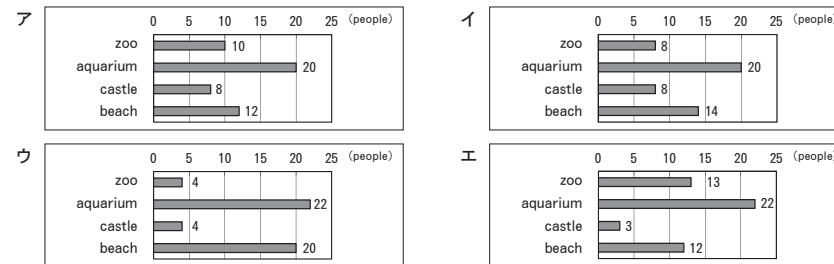 ア
0 5 10 15 20 25 (people)
zoo 10
aquarium 20
castle 8
beach 12
イ
0 5 10 15 20 25 (people)
zoo 8
aquarium 20
castle 8
beach 14
ウ
0 5 10 15 20 25 (people)
zoo 4
aquarium 22
castle 4
beach 20
エ
0 5 10 15 20 25 (people)
zoo 13
aquarium 22
castle 3
beach 12